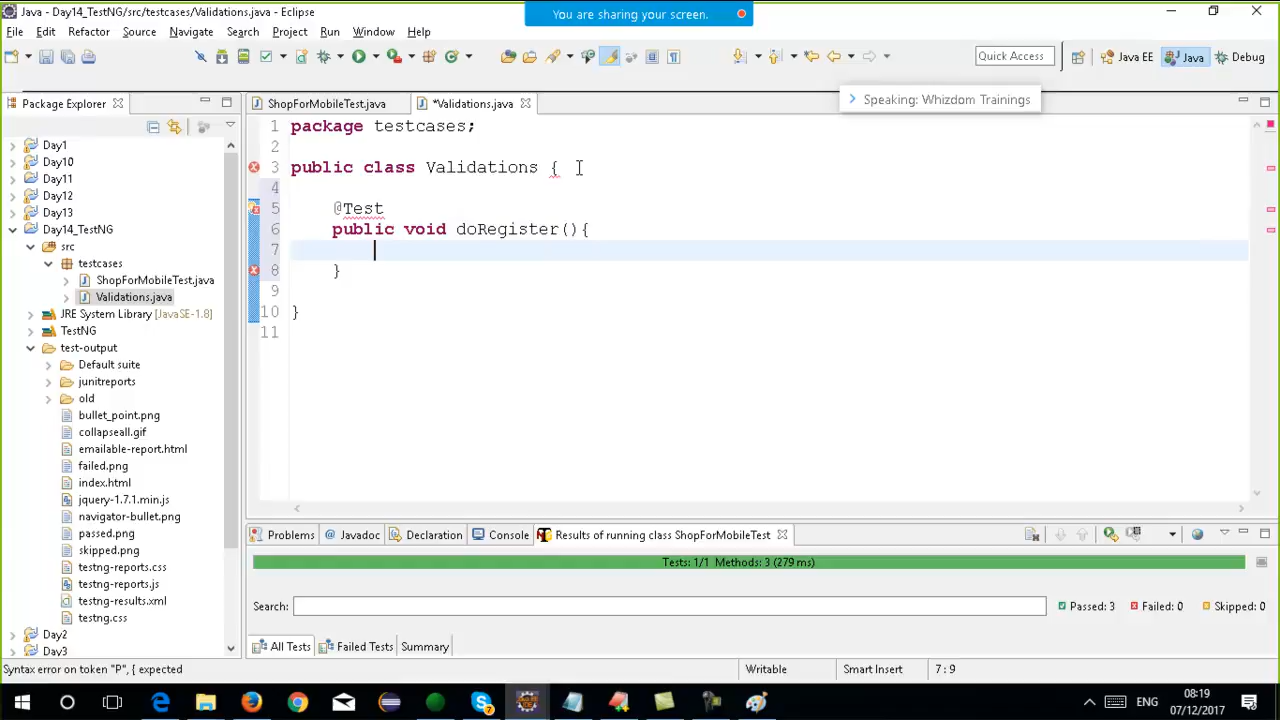 Java - Day14_TestNG/src/testcases/Validations.java - Eclipse
You are sharing your screen.
File Edit Refactor Source Navigate Search Project Run Window Help
Quick Access
Java EE
Java
Debug
Speaking: Whizdom Trainings
Package Explorer
ShopForMobileTest.java
*Validations.java
Day1
Day10
Day11
Day12
Day13
Day14_TestNG
src
testcases
ShopForMobileTest.java
Validations.java
JRE System Library [JavaSE-1.8]
TestNG
test-output
Default suite
junitreports
old
bullet_point.png
collapseall.gif
emailable-report.html
failed.png
index.html
jquery-1.7.1.min.js
navigator-bullet.png
passed.png
skipped.png
testng-reports.css
testng-reports.js
testng-results.xml
testng.css
Day2
Day3
1 package testcases;
2
3 public class Validations {
4
5 @Test
6 public void doRegister(){
7
8 }
9
10 }
11
Problems @ Javadoc Declaration Console Results of running class ShopForMobileTest
Tests: 1/1 Methods: 3 (279 ms)
Search:
Passed: 3 Failed: 0 Skipped: 0
All Tests Failed Tests Summary
Syntax error on token "P", { expected
Writable
Smart Insert
7 : 9
ENG
08:19
07/12/2017